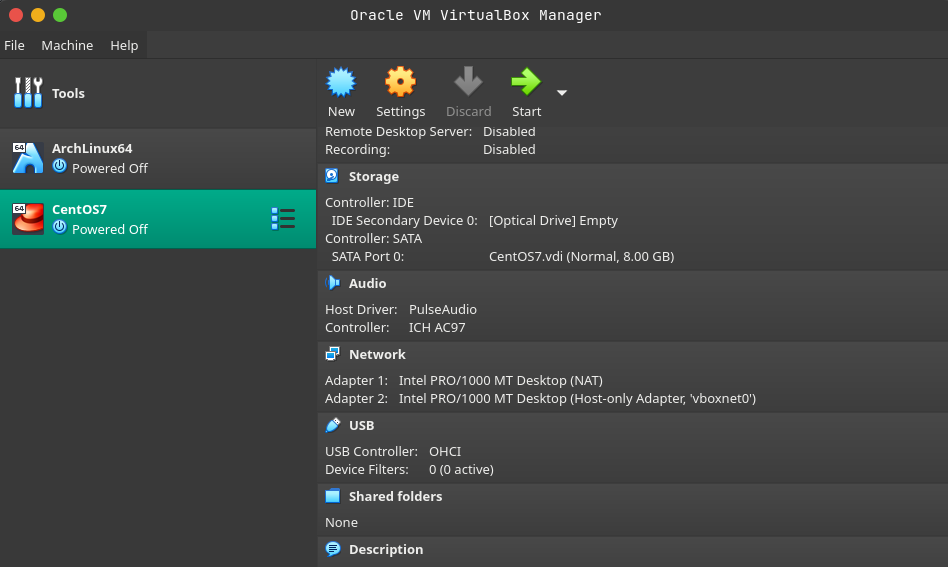 Oracle VM VirtualBox Manager
File Machine Help
Tools
New Settings Discard Start
64 ArchLinux64
Powered Off
64 CentOS7
Powered Off
Remote Desktop Server: Disabled
Recording: Disabled
Storage
Controller: IDE
IDE Secondary Device 0: [Optical Drive] Empty
Controller: SATA
SATA Port 0: CentOS7.vdi (Normal, 8.00 GB)
Audio
Host Driver: PulseAudio
Controller: ICH AC97
Network
Adapter 1: Intel PRO/1000 MT Desktop (NAT)
Adapter 2: Intel PRO/1000 MT Desktop (Host-only Adapter, 'vboxnet0')
USB
USB Controller: OHCI
Device Filters: 0 (0 active)
Shared folders
None
Description